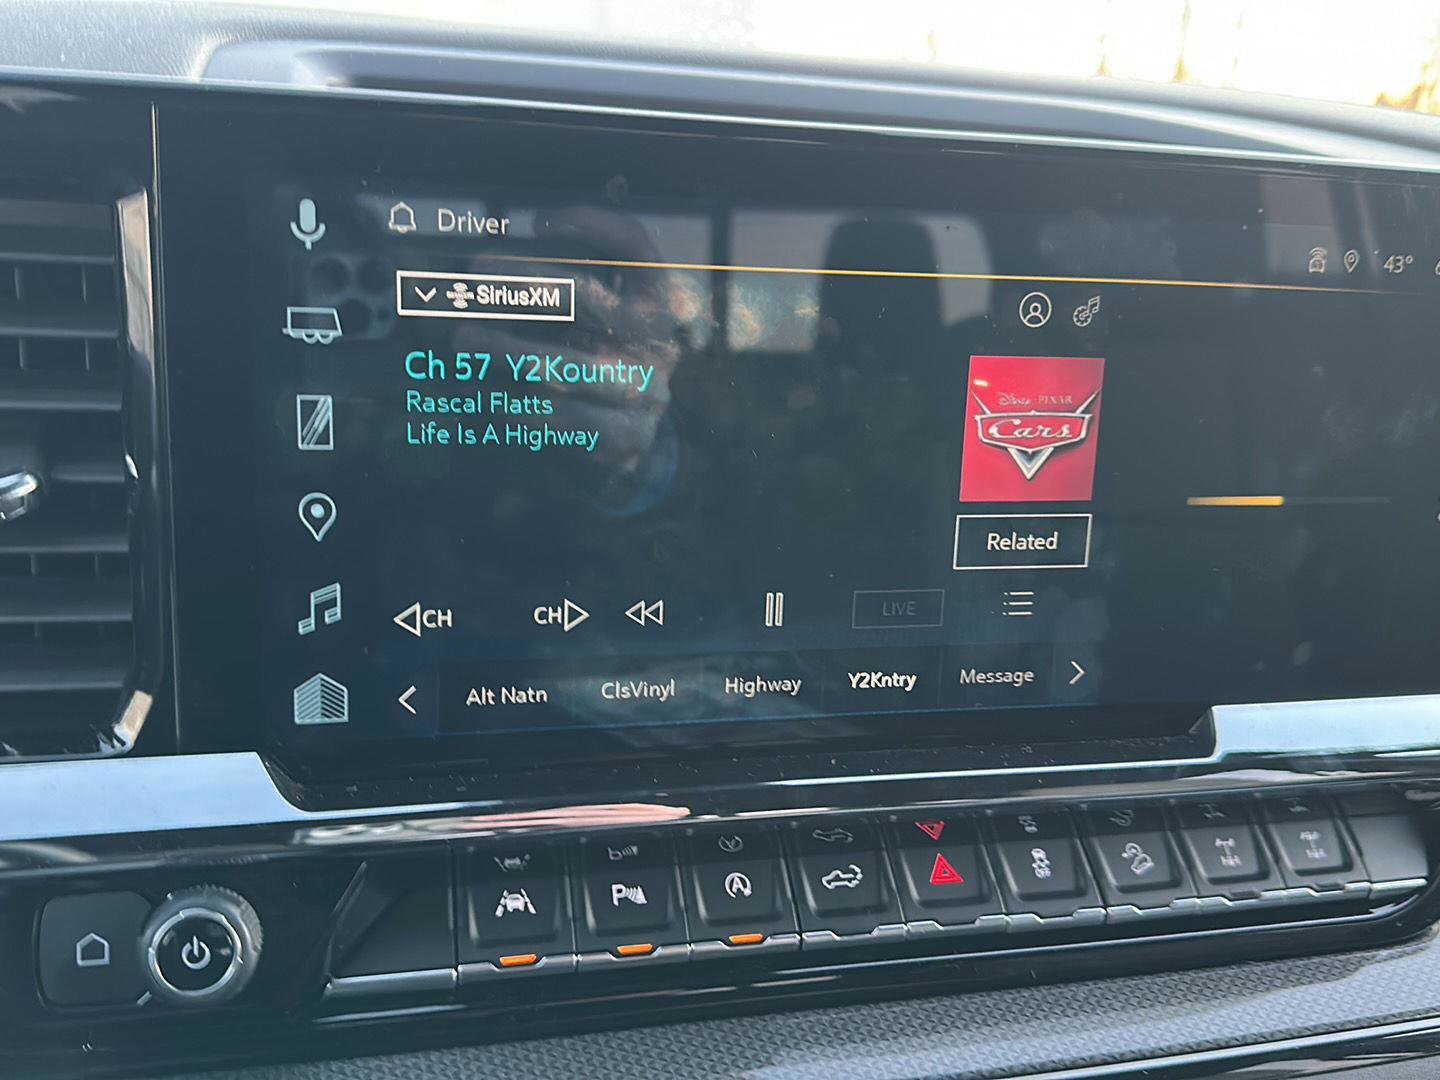 Driver
43°
SiriusXM
Ch 57 Y2Kountry
Rascal Flatts
Life Is A Highway
Disney PIXAR
Cars
Related
CH
CH
LIVE
Alt Natn
ClsVinyl
Highway
Y2Kntry
Message
P
A
OFF